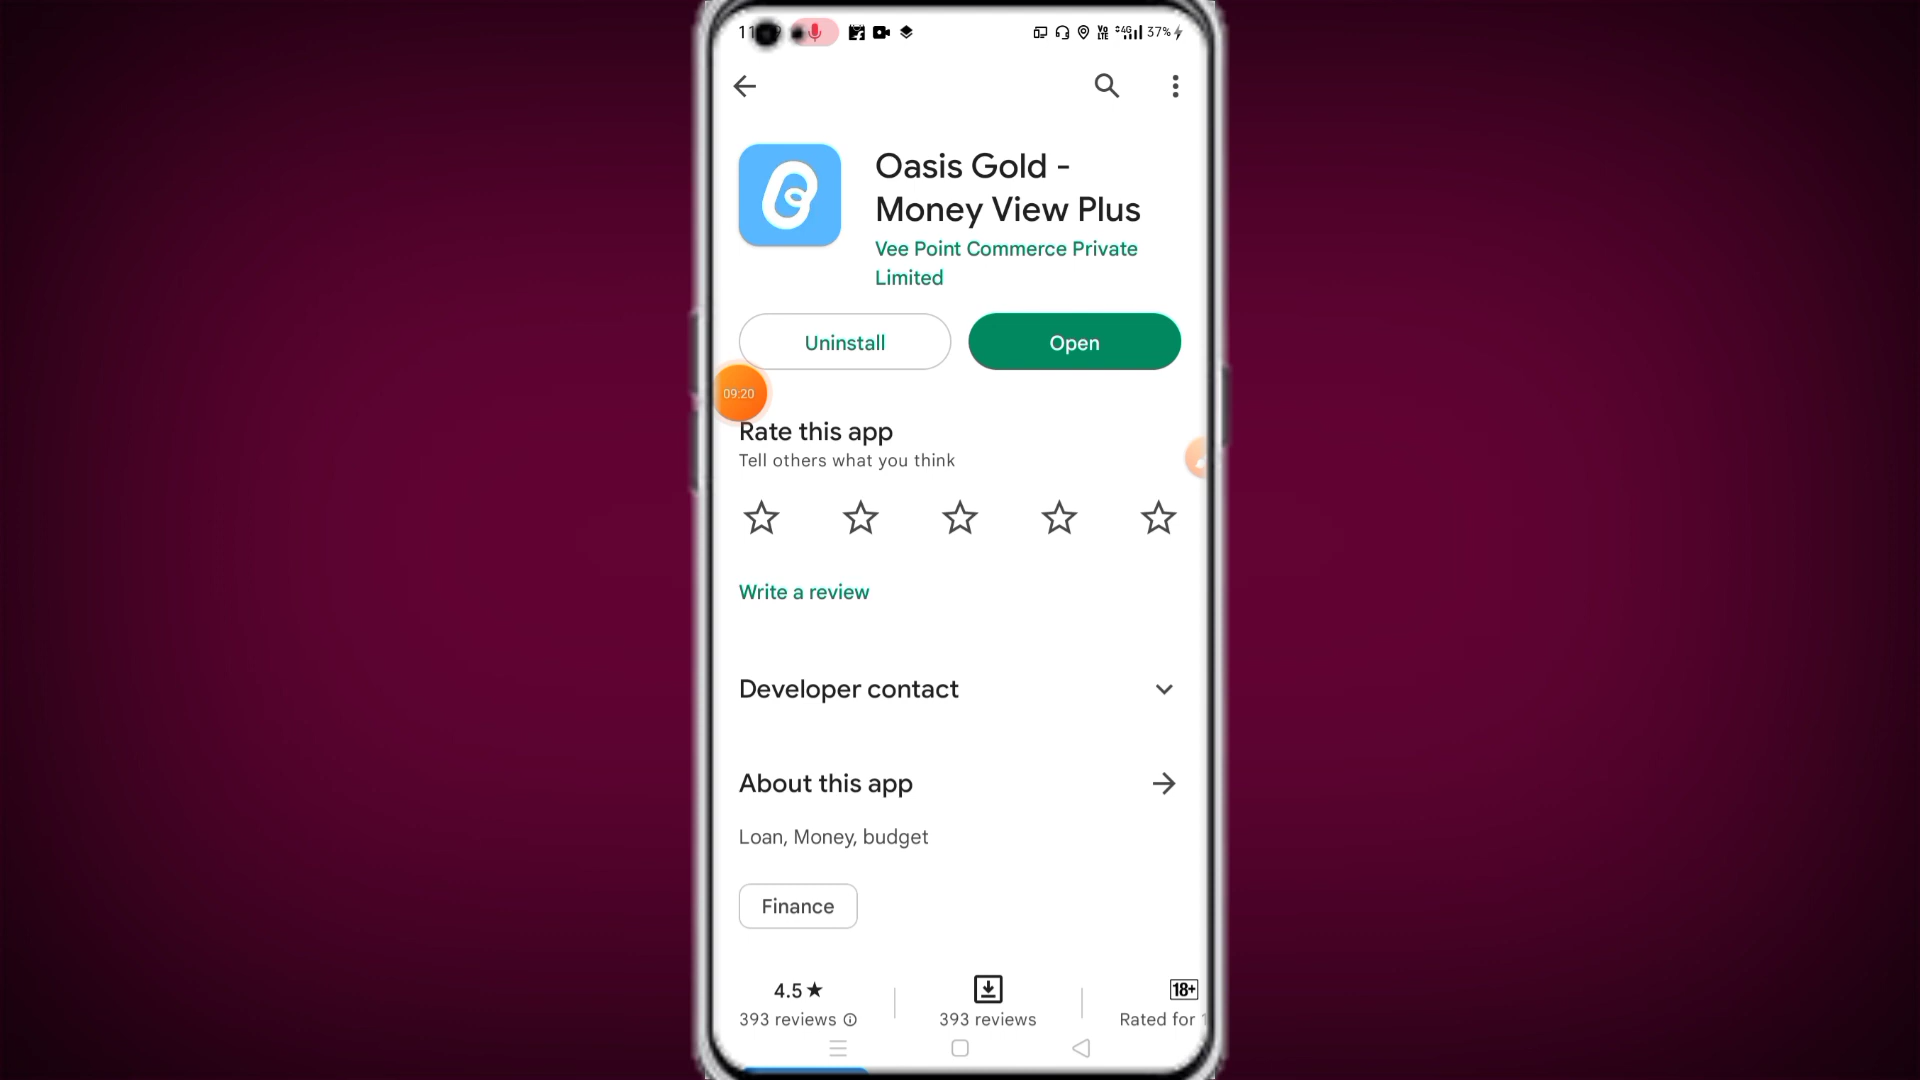 37%
Oasis Gold -
Money View Plus
Vee Point Commerce Private
Limited
Uninstall
Open
09:20
Rate this app
Tell others what you think
Write a review
Developer contact
About this app
Loan, Money, budget
Finance
4.5★
18+
393 reviews
393 reviews
Rated for